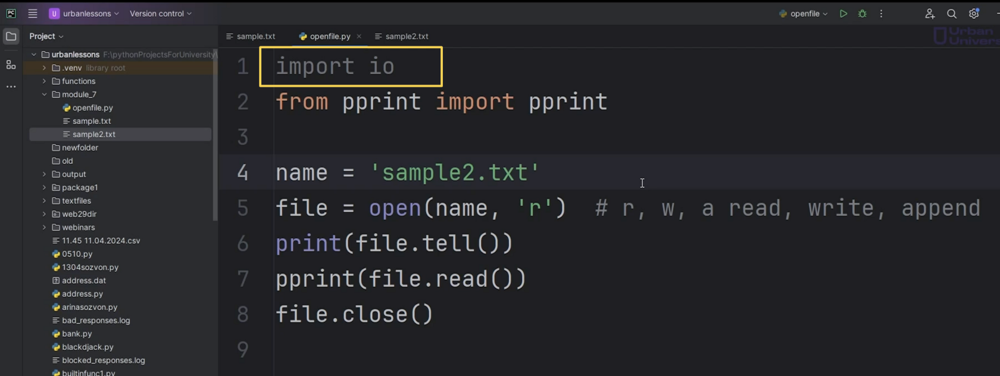 PC
U urbanlessons
Version control
openfile
Project
sample.txt
openfile.py
sample2.txt
Urban
urbanlessons F:\pythonProjectsForUniversity\
.venv library root
functions
module_7
openfile.py
sample.txt
sample2.txt
newfolder
old
output
package1
textfiles
web29dir
webinars
11.45 11.04.2024.csv
0510.py
1304sozvon.py
address.dat
address.py
arinasozvon.py
bad_responses.log
bank.py
blackdjack.py
blocked_responses.log
builtinfunc1.py
1 import io
2 from pprint import pprint
3
4 name = 'sample2.txt'
5 file = open(name, 'r') # r, w, a read, write, append
6 print(file.tell())
7 pprint(file.read())
8 file.close()
9